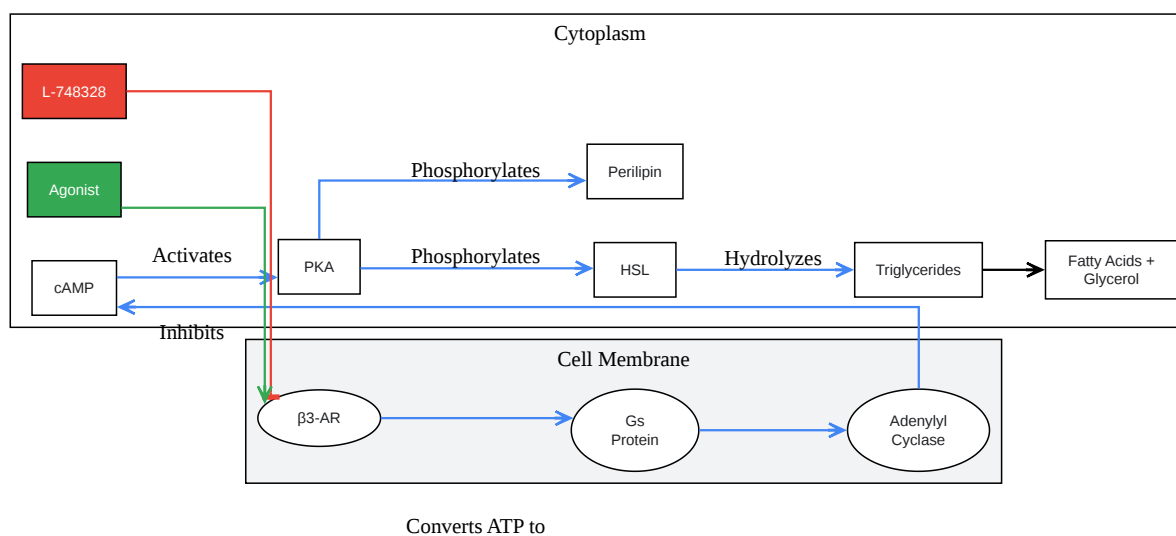 Cytoplasm
L-748328
Agonist
Phosphorylates
Perilipin
cAMP
Activates
PKA
Phosphorylates
HSL
Hydrolyzes
Triglycerides
Fatty Acids +
Glycerol
Inhibits
Cell Membrane
β3-AR
Gs
Protein
Adenylyl
Cyclase
Converts ATP to